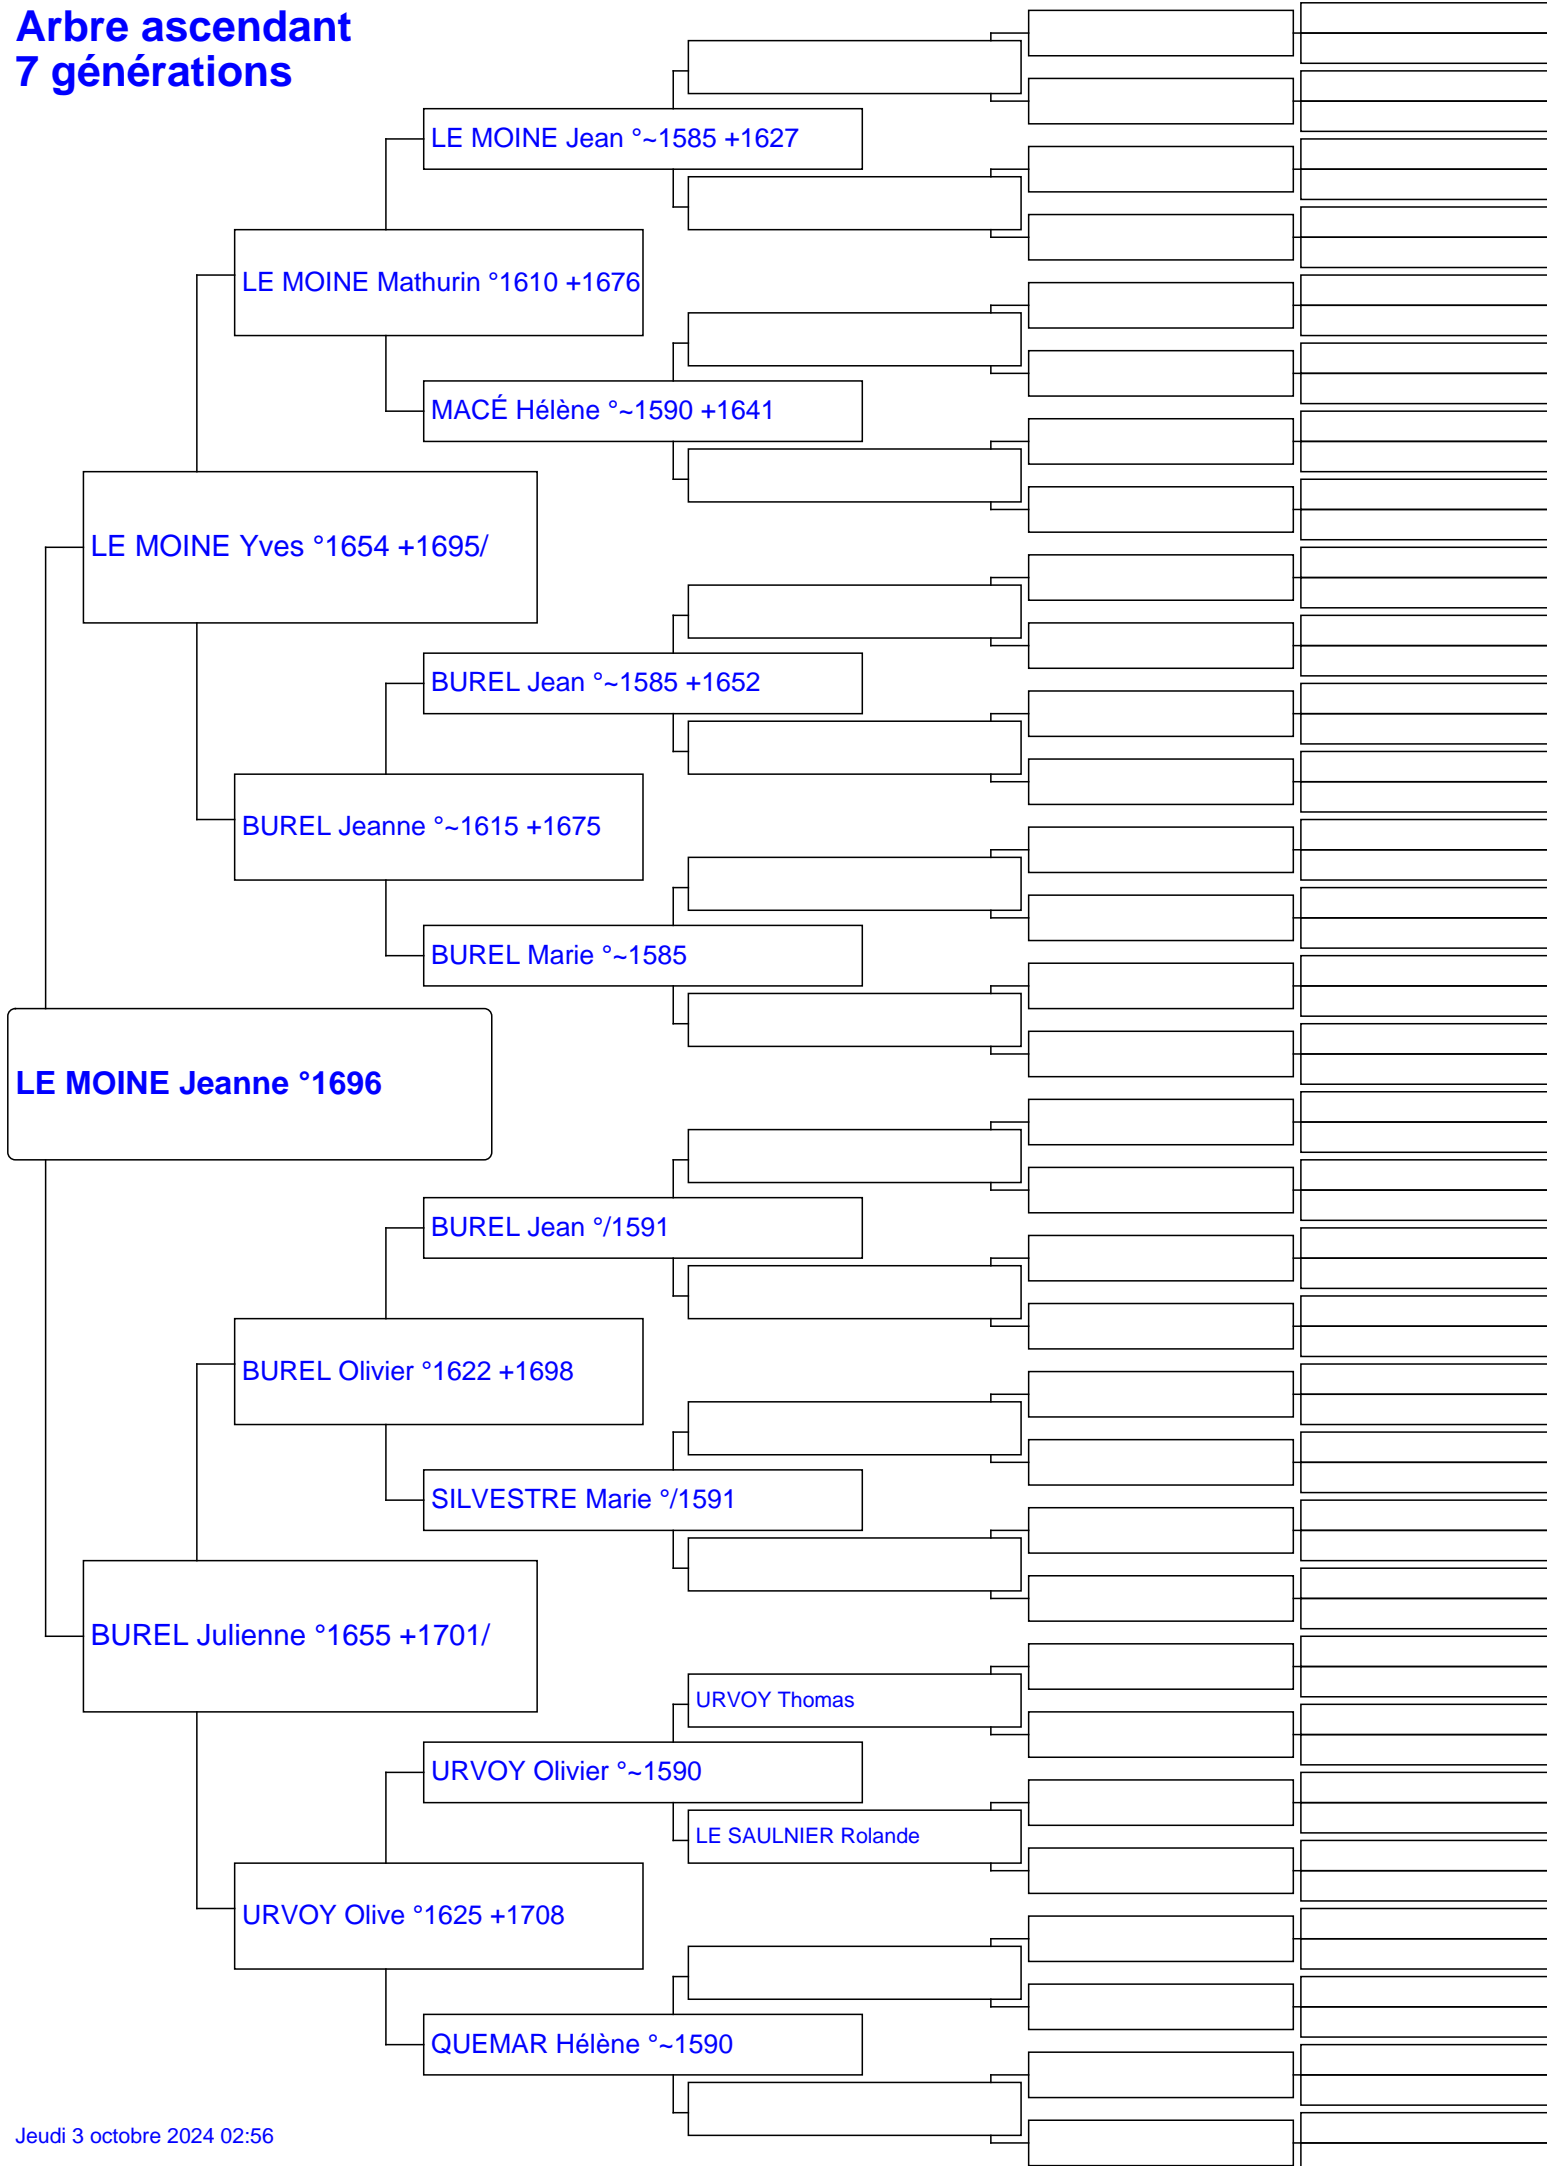 Arbre ascendant
7 générations
LE MOINE Jean °~1585 +1627
LE MOINE Mathurin °1610 +1676
MACÉ Hélène °~1590 +1641
LE MOINE Yves °1654 +1695/
BUREL Jean °~1585 +1652
BUREL Jeanne °~1615 +1675
BUREL Marie °~1585
LE MOINE Jeanne °1696
BUREL Jean °/1591
BUREL Olivier °1622 +1698
SILVESTRE Marie °/1591
BUREL Julienne °1655 +1701/
URVOY Thomas
URVOY Olivier °~1590
LE SAULNIER Rolande
URVOY Olive °1625 +1708
QUEMAR Hélène °~1590
Jeudi 3 octobre 2024 02:56